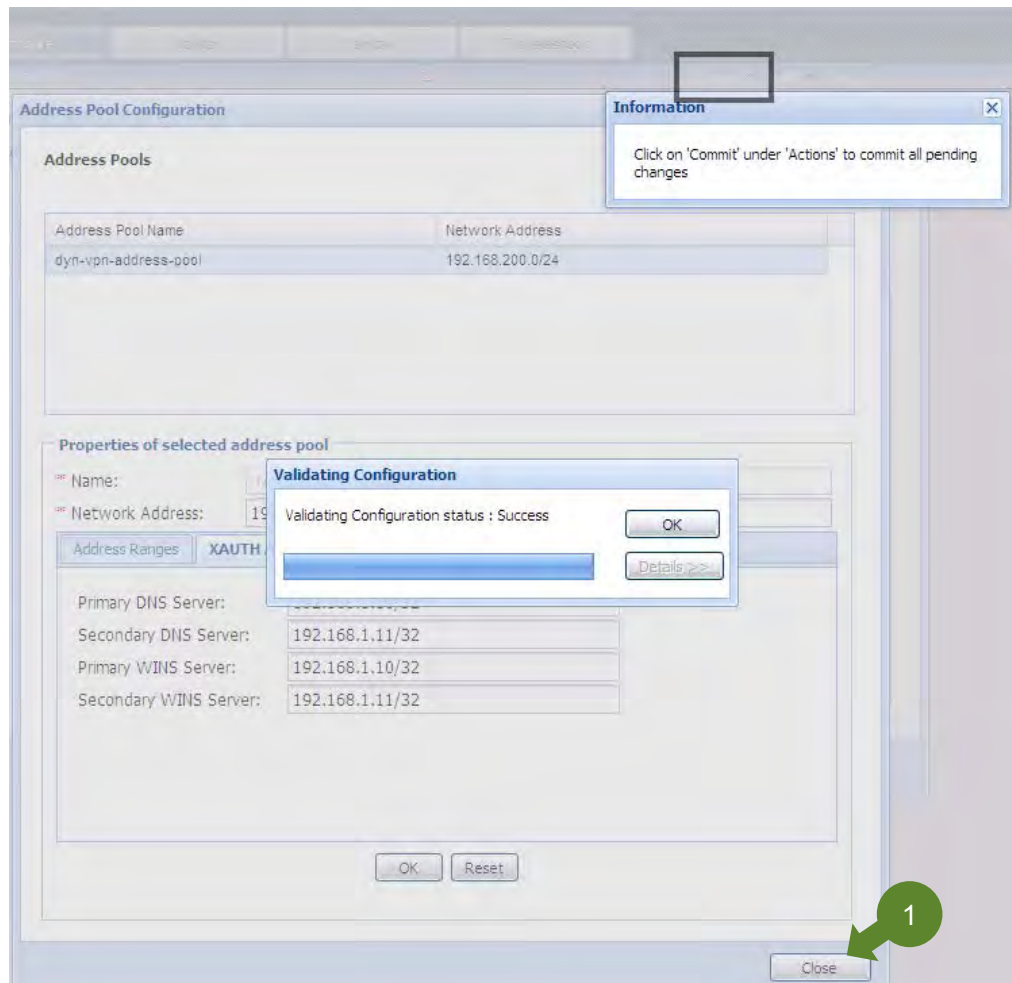 Address Pool Configuration
Information
Click on 'Commit' under 'Actions' to commit all pending
changes
Address Pools
Address Pool Name Network Address
dyn-vpn-address-pool 192.168.200.0/24
Properties of selected address pool
* Name:
* Network Address: 19
Validating Configuration
Validating Configuration status : Success
OK
Details >>
Address Ranges XAUTH
Primary DNS Server:
Secondary DNS Server: 192.168.1.11/32
Primary WINS Server: 192.168.1.10/32
Secondary WINS Server: 192.168.1.11/32
OK Reset
1
Close